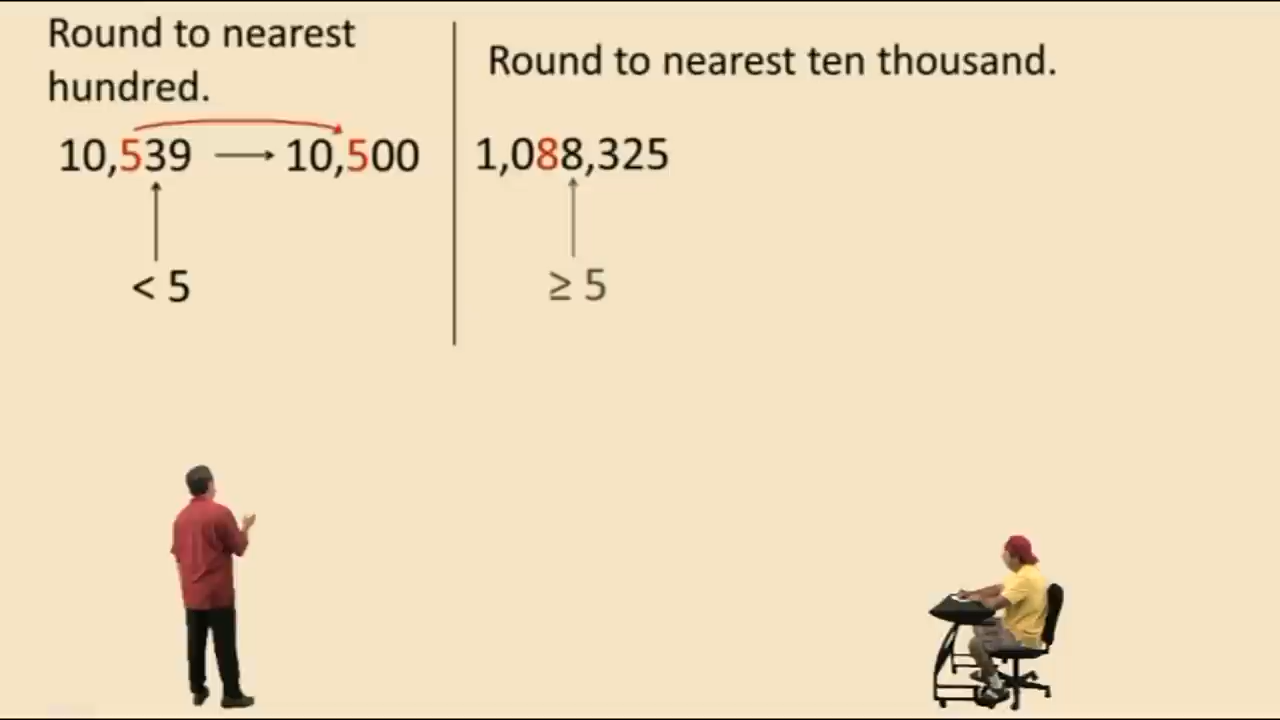 Round to nearest
hundred.
10,539 → 10,500
< 5
Round to nearest ten thousand.
1,088,325
≥ 5